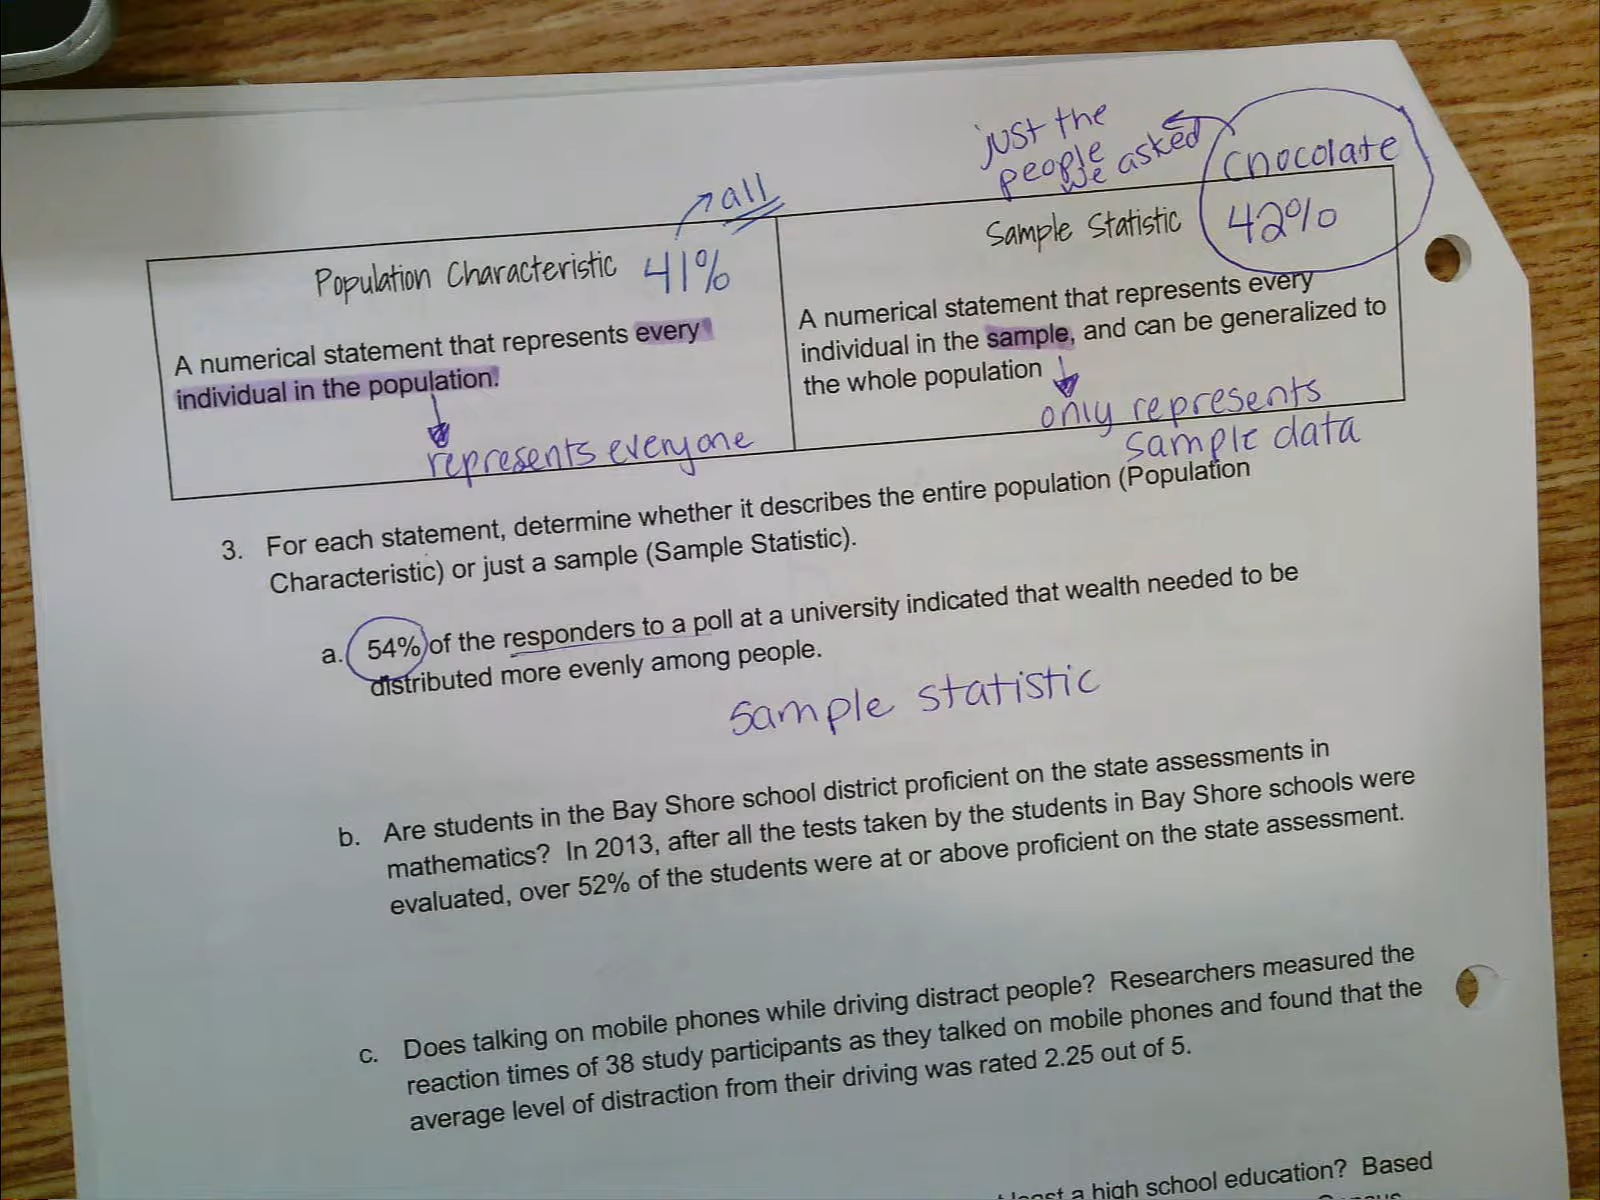 just the
people
we asked
Chocolate
all
Population Characteristic 41%
Sample Statistic 42%
A numerical statement that represents every
individual in the population.
represents everyone
A numerical statement that represents every
individual in the sample, and can be generalized to
the whole population
only represents
sample data
3. For each statement, determine whether it describes the entire population (Population
Characteristic) or just a sample (Sample Statistic).
a. 54% of the responders to a poll at a university indicated that wealth needed to be
distributed more evenly among people.
sample statistic
b. Are students in the Bay Shore school district proficient on the state assessments in
mathematics? In 2013, after all the tests taken by the students in Bay Shore schools were
evaluated, over 52% of the students were at or above proficient on the state assessment.
c. Does talking on mobile phones while driving distract people? Researchers measured the
reaction times of 38 study participants as they talked on mobile phones and found that the
average level of distraction from their driving was rated 2.25 out of 5.
a high school education? Based